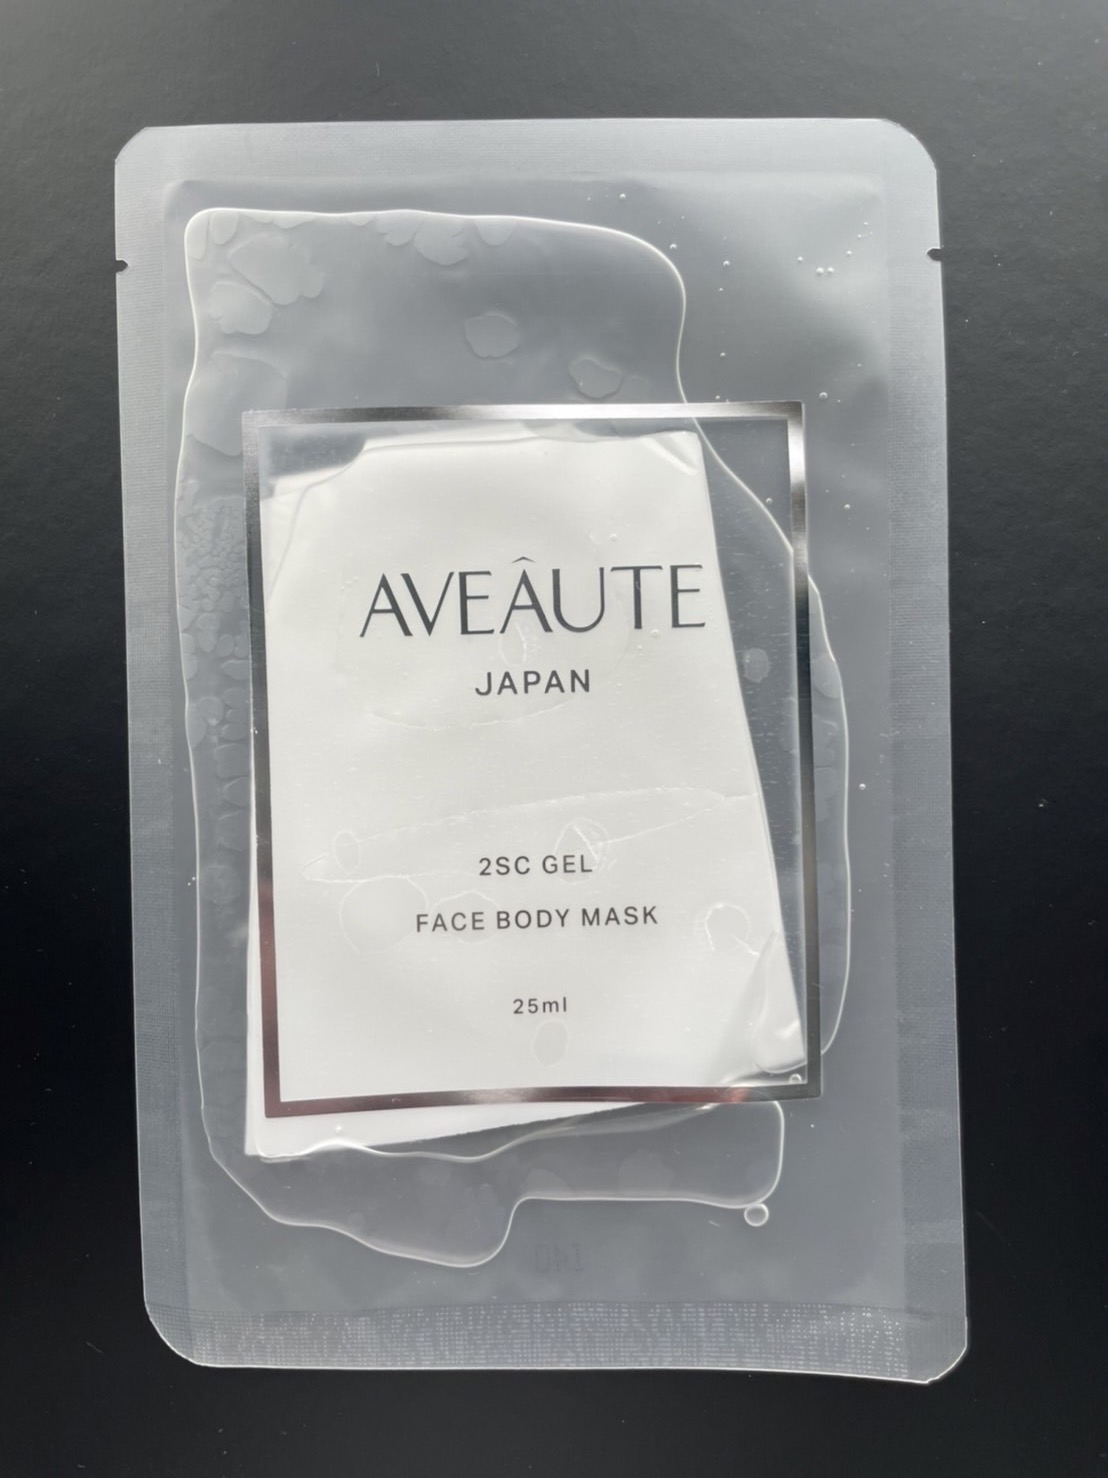 AVEÂUTE
JAPAN
2SC GEL
FACE BODY MASK
25ml